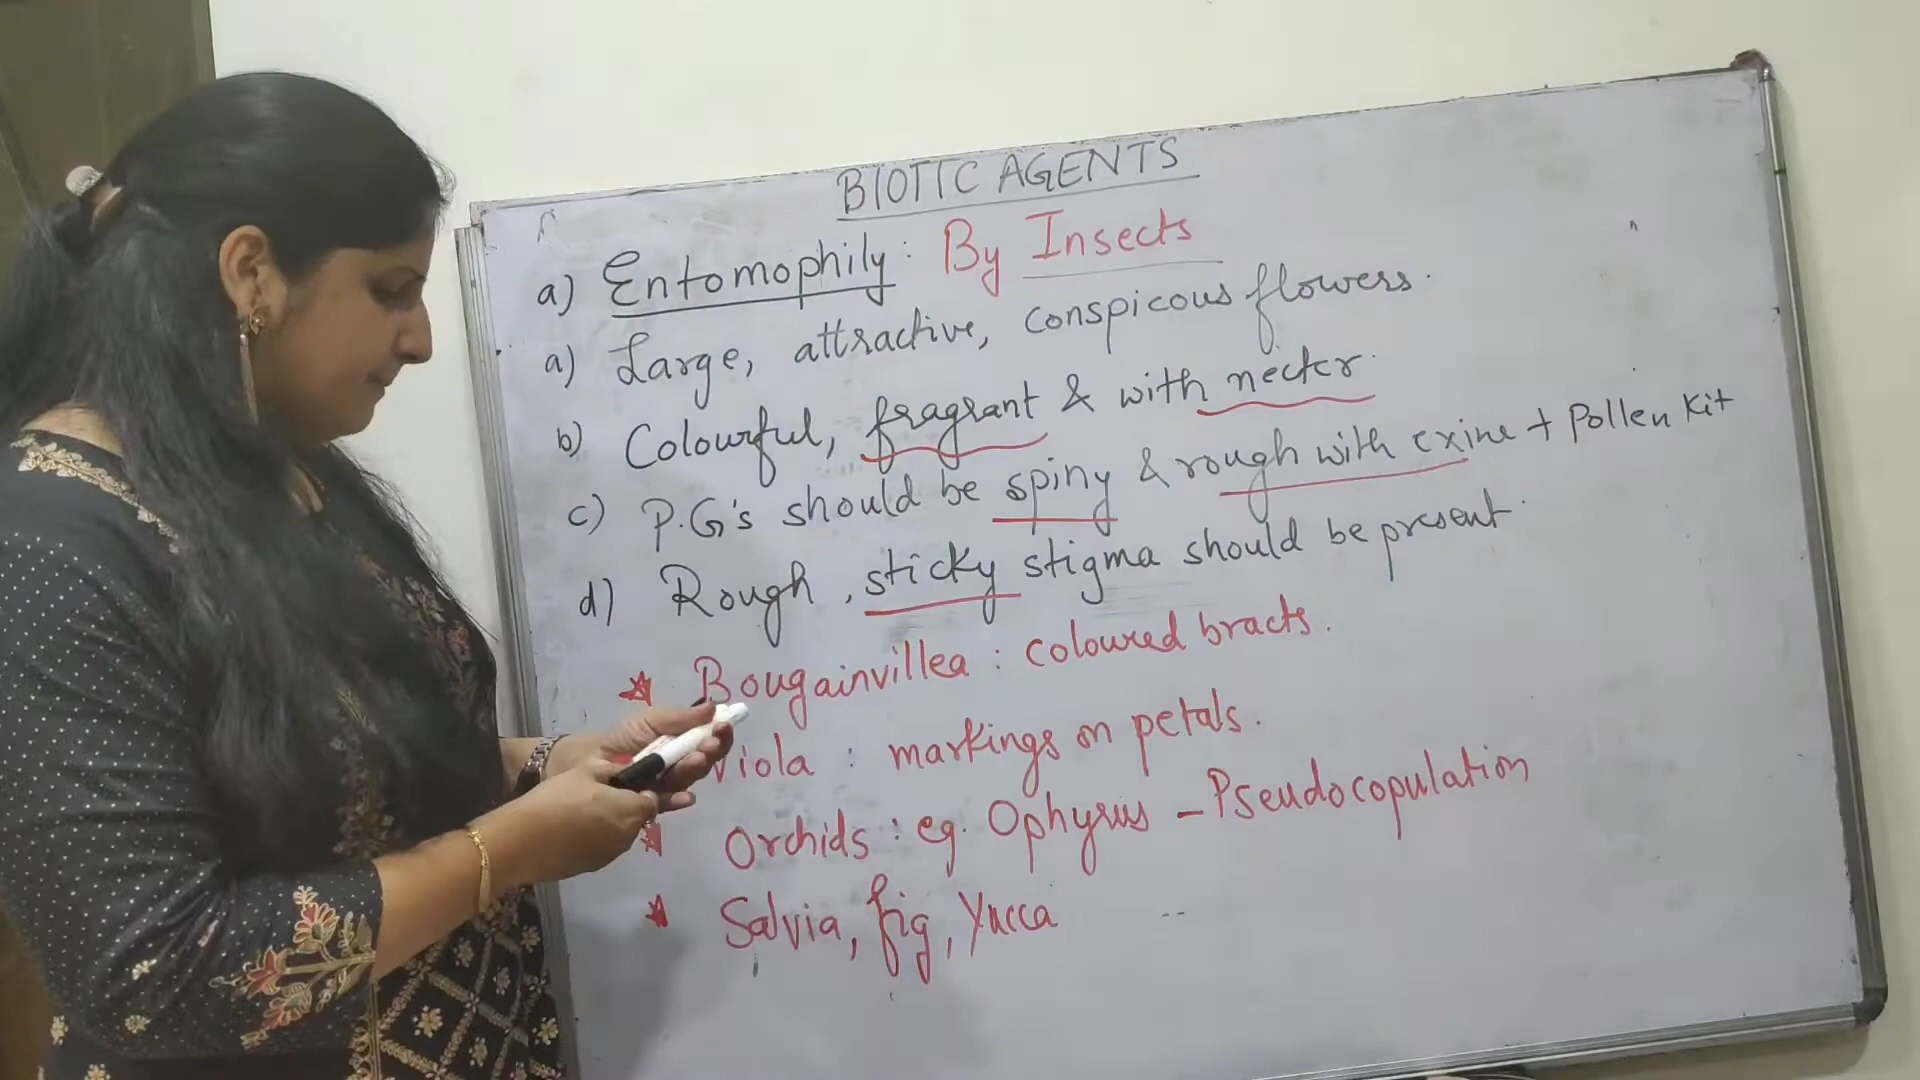 BIOTIC AGENTS
a) Entomophily: By Insects
a) Large, attractive, conspicous flowers.
b) Colourful, fragrant & with necter.
c) P.G's should be spiny & rough with exine + Pollen Kit
d) Rough, sticky stigma should be present.
Bougainvillea : coloured bracts.
Viola : markings on petals.
Orchids : eg. Ophyrus - Pseudocopulation
Salvia, fig, Yucca